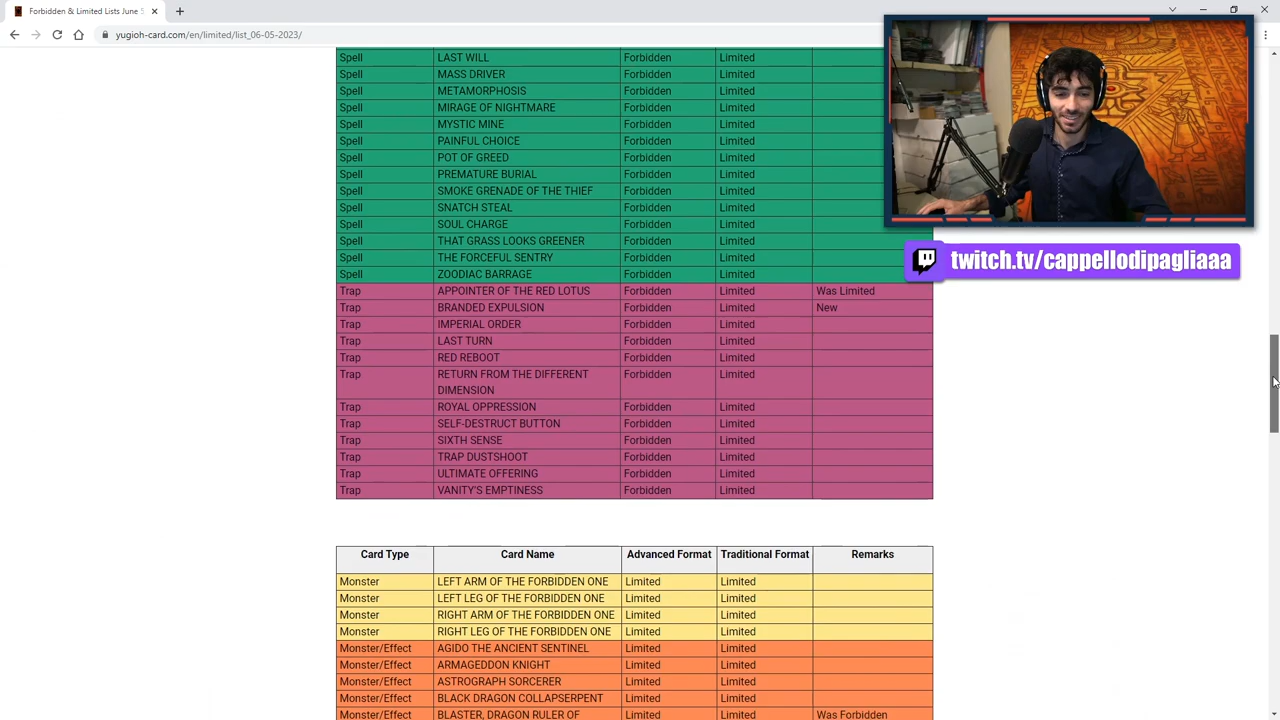 Forbidden & Limited Lists June 5
yugioh-card.com/en/limited/list_06-05-2023/
Spell LAST WILL Forbidden Limited
Spell MASS DRIVER Forbidden Limited
Spell METAMORPHOSIS Forbidden Limited
Spell MIRAGE OF NIGHTMARE Forbidden Limited
Spell MYSTIC MINE Forbidden Limited
Spell PAINFUL CHOICE Forbidden Limited
Spell POT OF GREED Forbidden Limited
Spell PREMATURE BURIAL Forbidden Limited
Spell SMOKE GRENADE OF THE THIEF Forbidden Limited
Spell SNATCH STEAL Forbidden Limited
Spell SOUL CHARGE Forbidden Limited
Spell THAT GRASS LOOKS GREENER Forbidden Limited
Spell THE FORCEFUL SENTRY Forbidden Limited
Spell ZOODIAC BARRAGE Forbidden Limited
twitch.tv/cappellodipagliaaa
Trap APPOINTER OF THE RED LOTUS Forbidden Limited Was Limited
Trap BRANDED EXPULSION Forbidden Limited New
Trap IMPERIAL ORDER Forbidden Limited
Trap LAST TURN Forbidden Limited
Trap RED REBOOT Forbidden Limited
Trap RETURN FROM THE DIFFERENT Forbidden Limited
DIMENSION
Trap ROYAL OPPRESSION Forbidden Limited
Trap SELF-DESTRUCT BUTTON Forbidden Limited
Trap SIXTH SENSE Forbidden Limited
Trap TRAP DUSTSHOOT Forbidden Limited
Trap ULTIMATE OFFERING Forbidden Limited
Trap VANITY'S EMPTINESS Forbidden Limited
Card Type Card Name Advanced Format Traditional Format Remarks
Monster LEFT ARM OF THE FORBIDDEN ONE Limited Limited
Monster LEFT LEG OF THE FORBIDDEN ONE Limited Limited
Monster RIGHT ARM OF THE FORBIDDEN ONE Limited Limited
Monster RIGHT LEG OF THE FORBIDDEN ONE Limited Limited
Monster/Effect AGIDO THE ANCIENT SENTINEL Limited Limited
Monster/Effect ARMAGEDDON KNIGHT Limited Limited
Monster/Effect ASTROGRAPH SORCERER Limited Limited
Monster/Effect BLACK DRAGON COLLAPSERPENT Limited Limited
Monster/Effect BLASTER, DRAGON RULER OF Limited Limited Was Forbidden